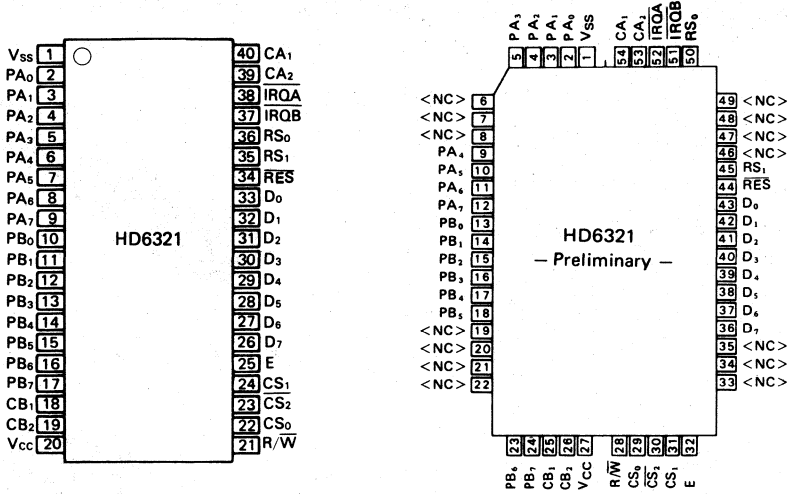 Vss 1 40 CA₁
PA₀ 2 39 CA₂
PA₁ 3 38 IRQA
PA₂ 4 37 IRQB
PA₃ 5 36 RS₀
PA₄ 6 35 RS₁
PA₅ 7 34 RES
PA₆ 8 33 D₀
PA₇ 9 32 D₁
PB₀ 10 HD6321 31 D₂
PB₁ 11 30 D₃
PB₂ 12 29 D₄
PB₃ 13 28 D₅
PB₄ 14 27 D₆
PB₅ 15 26 D₇
PB₆ 16 25 E
PB₇ 17 24 CS₁
CB₁ 18 23 CS₂
CB₂ 19 22 CS₀
Vcc 20 21 R/W
PA₃ PA₂ PA₁ PA₀ Vss CA₁ CA₂ IRQA IRQB RS₀
5 4 3 2 1 54 53 52 51 50
<NC> 6 49 <NC>
<NC> 7 48 <NC>
<NC> 8 47 <NC>
PA₄ 9 46 <NC>
PA₅ 10 45 RS₁
PA₆ 11 44 RES
PA₇ 12 43 D₀
PB₀ 13 42 D₁
PB₁ 14 HD6321 41 D₂
PB₂ 15 – Preliminary – 40 D₃
PB₃ 16 39 D₄
PB₄ 17 38 D₅
PB₅ 18 37 D₆
<NC> 19 36 D₇
<NC> 20 35 <NC>
<NC> 21 34 <NC>
<NC> 22 33 <NC>
23 24 25 26 27 28 29 30 31 32
PB₆ PB₇ CB₁ CB₂ Vcc R/W CS₀ CS₂ CS₁ E